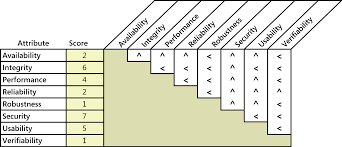 Attribute Score Availability Integrity Performance Reliability Robustness Security Usability Verifiability
Availability 2 ^ ^ ^ < ^ ^ <
Integrity 6 < < < ^ < <
Performance 4 < < ^ ^ <
Reliability 2 < ^ ^ ^
Robustness 1 ^ ^ <
Security 7 < <
Usability 5 <
Verifiability 1